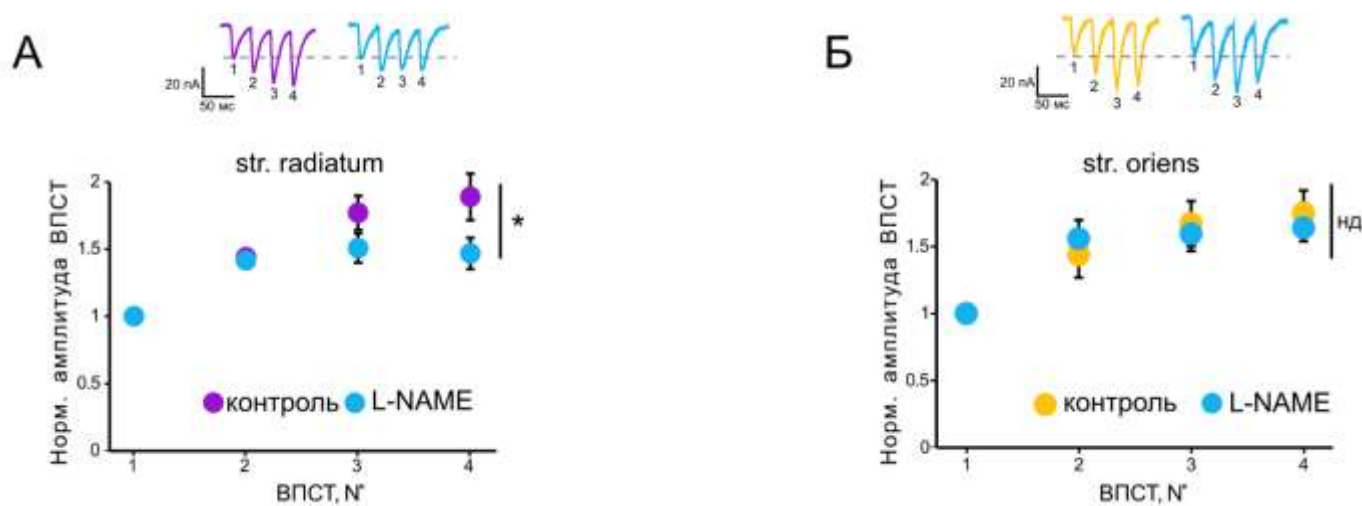 А
1
2
3
4
1
2
3
4
20 пА
50 мс
str. radiatum
Норм. амплитуда ВПСТ
2
1.5
1
0.5
0
*
контроль
L-NAME
1
2
3
4
ВПСТ, N°
Б
1
2
3
4
1
2
3
4
20 пА
50 мс
str. oriens
Норм. амплитуда ВПСТ
2
1.5
1
0.5
0
нд
контроль
L-NAME
1
2
3
4
ВПСТ, N°